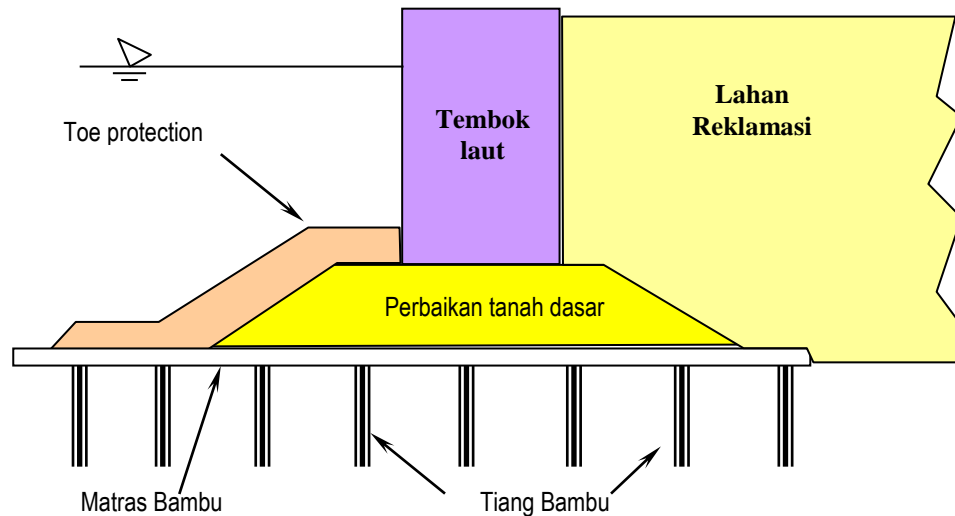 Lahan
Reklamasi
Tembok
laut
Toe protection
Perbaikan tanah dasar
Matras Bambu
Tiang Bambu